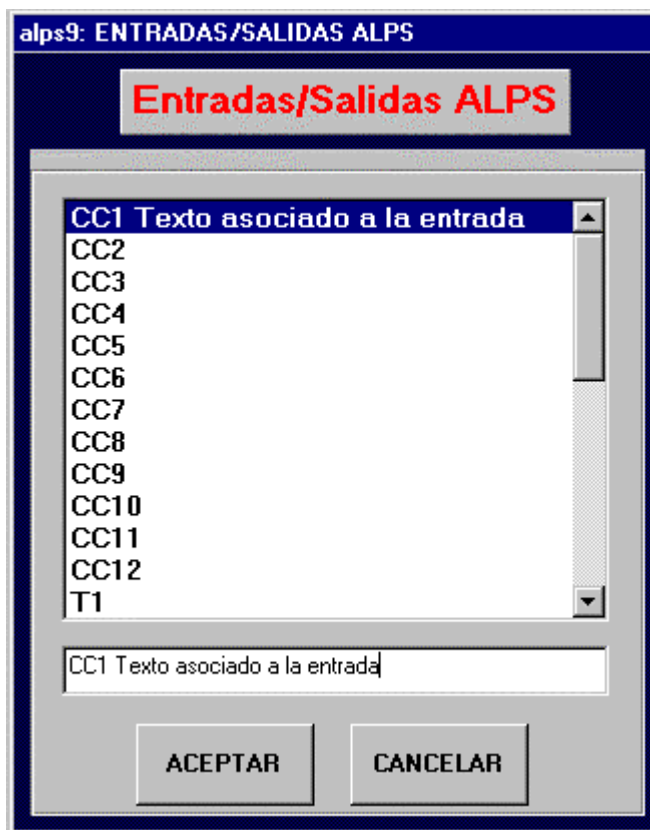 alps9: ENTRADAS/SALIDAS ALPS
Entradas/Salidas ALPS
CC1 Texto asociado a la entrada
CC2
CC3
CC4
CC5
CC6
CC7
CC8
CC9
CC10
CC11
CC12
T1
CC1 Texto asociado a la entrada
ACEPTAR CANCELAR